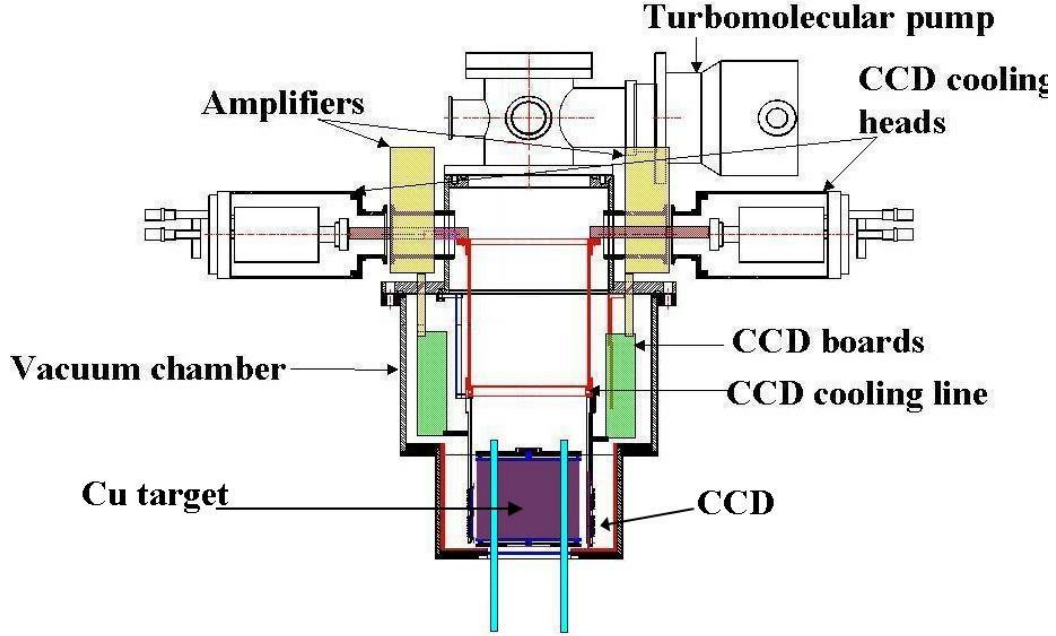 Turbomolecular pump
CCD cooling
heads
Amplifiers
CCD boards
Vacuum chamber
CCD cooling line
Cu target
CCD